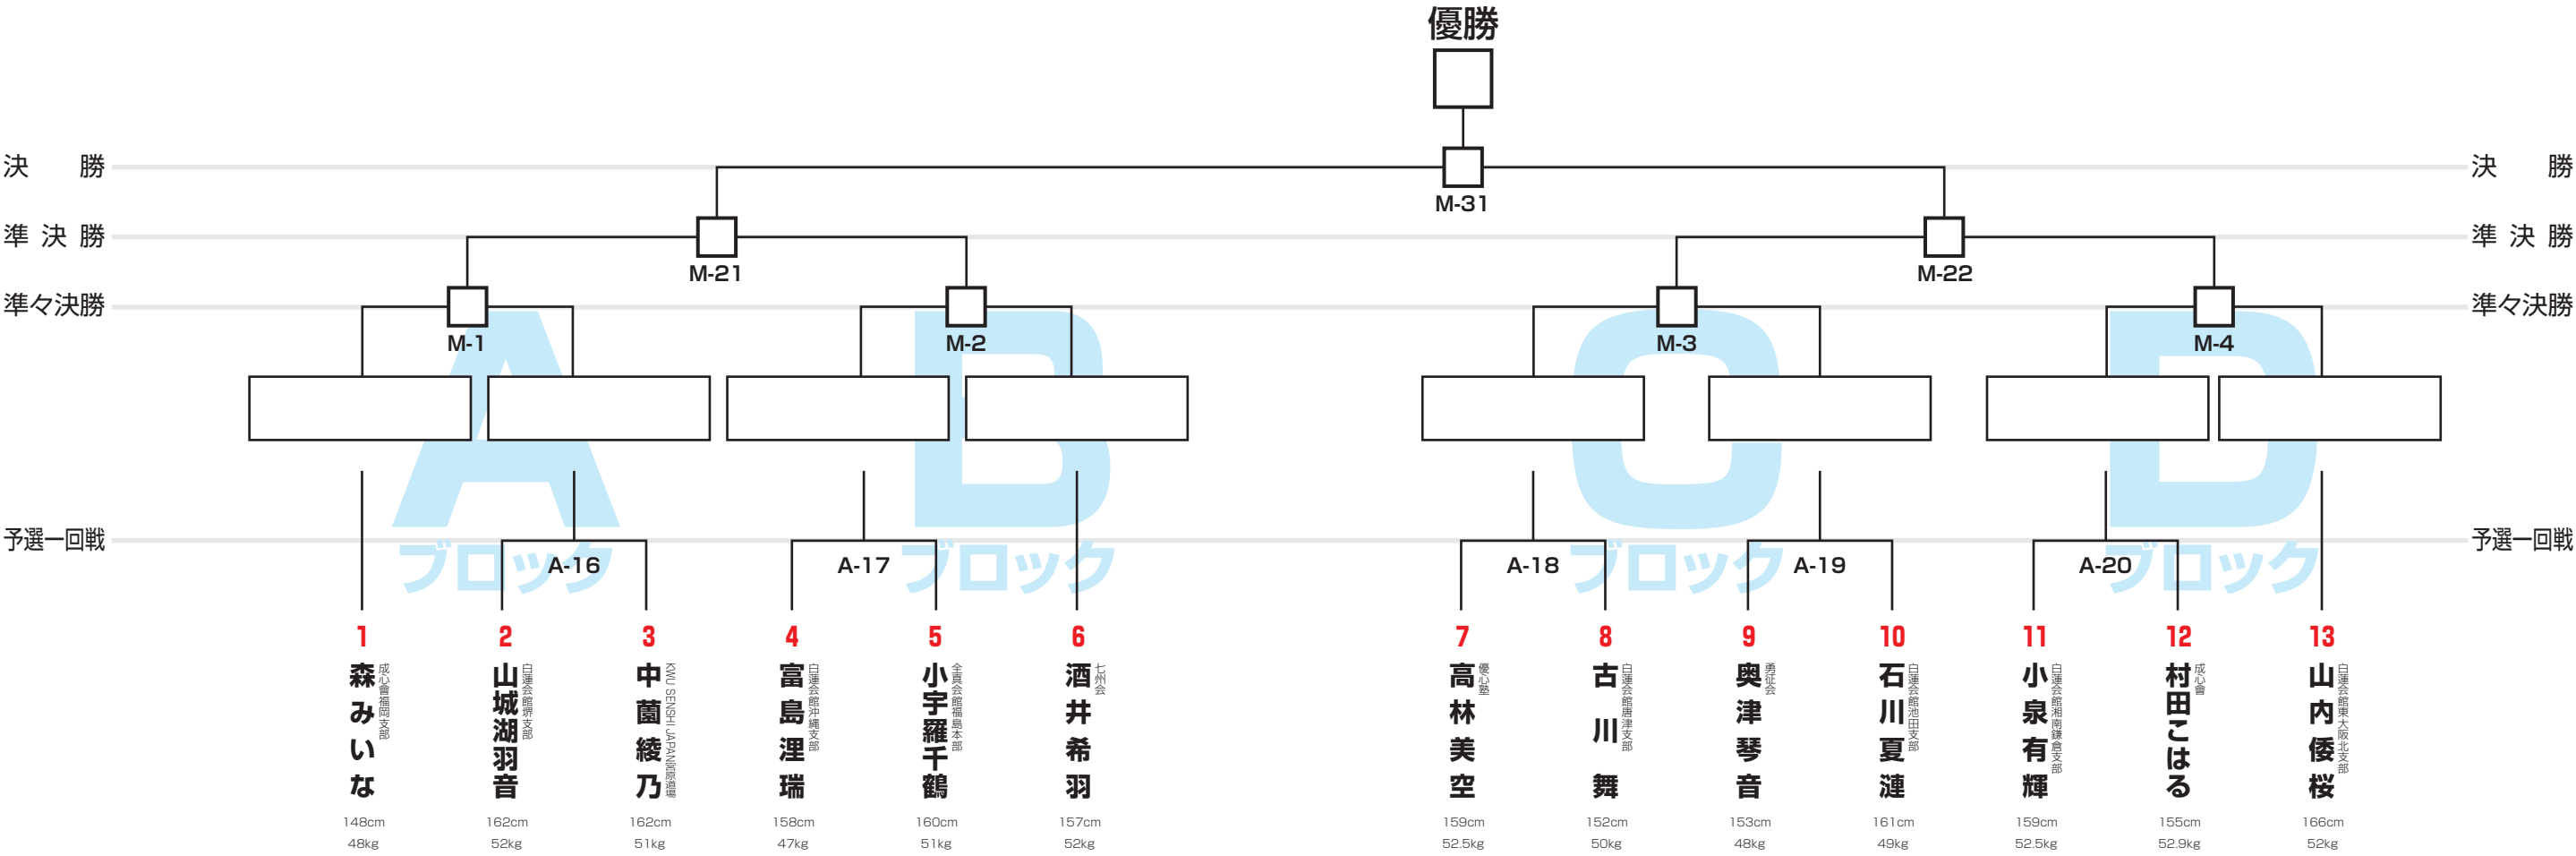 優勝
決 勝
決 勝
M-31
準 決 勝
準 決 勝
M-21
M-22
準々決勝
準々決勝
M-1
M-2
M-3
M-4
A
B
C
D
予選一回戦
予選一回戦
ブロック
ブロック
ブロック
ブロック
A-16
A-17
A-18
A-19
A-20
1
森みいな
成心會福岡支部
148cm
48kg
2
山城湖羽音
白蓮会館堺支部
162cm
52kg
3
中薗綾乃
KWU SENSHI JAPAN宮原道場
162cm
51kg
4
富島浬瑞
白蓮会館沖縄支部
158cm
47kg
5
小宇羅千鶴
全真会館福島本部
160cm
51kg
6
酒井希羽
七州会
157cm
52kg
7
高林美空
優心塾
159cm
52.5kg
8
古川舞
白蓮会館唐津支部
152cm
50kg
9
奥津琴音
勇征会
153cm
48kg
10
石川夏漣
白蓮会館池田支部
161cm
49kg
11
小泉有輝
白蓮会館湘南鎌倉支部
159cm
52.5kg
12
村田こはる
成心會
155cm
52.9kg
13
山内倭桜
白蓮会館東大阪北支部
166cm
52kg